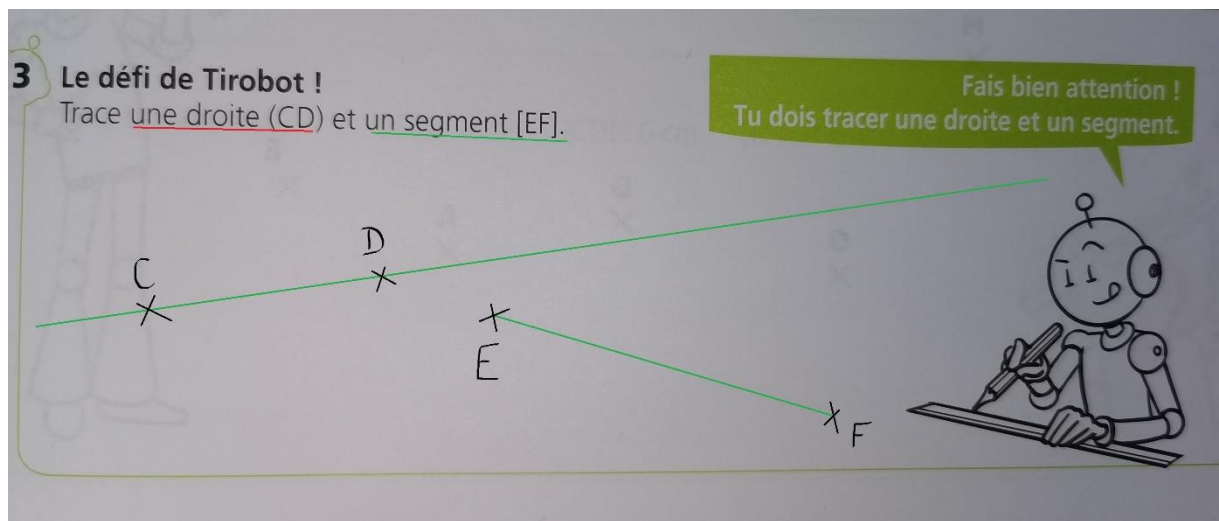 3 Le défi de Tirobot !
Trace une droite (CD) et un segment [EF].
Fais bien attention !
Tu dois tracer une droite et un segment.
C
D
E
F